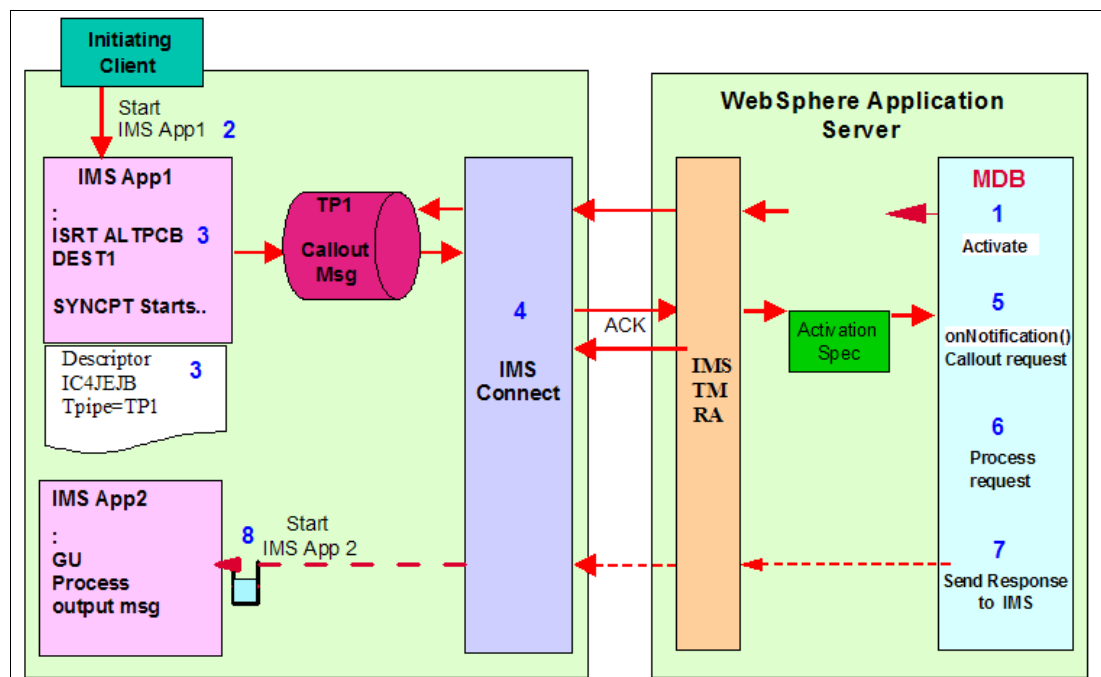 Initiating
Client
Start
IMS App1 2
IMS App1
:
ISRT ALTPCB 3
DEST1
SYNCPT Starts..
Descriptor 3
IC4JEJB
Tpipe=TP1
TP1
Callout
Msg
4
IMS
Connect
ACK
WebSphere Application
Server
IMS
TM
RA
Activation
Spec
MDB
1
Activate
5
onNotification()
Callout request
6
Process
request
7
Send Response
to IMS
8
Start
IMS App 2
IMS App2
:
GU
Process
output msg